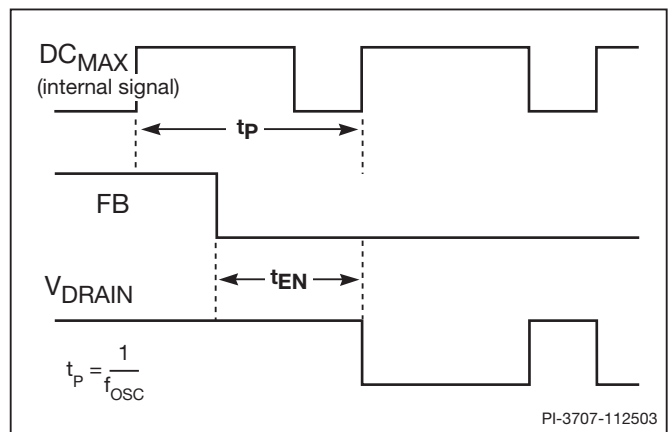 DCMAX
(internal signal)
tP
FB
tEN
VDRAIN
tP = 1
fOSC
PI-3707-112503